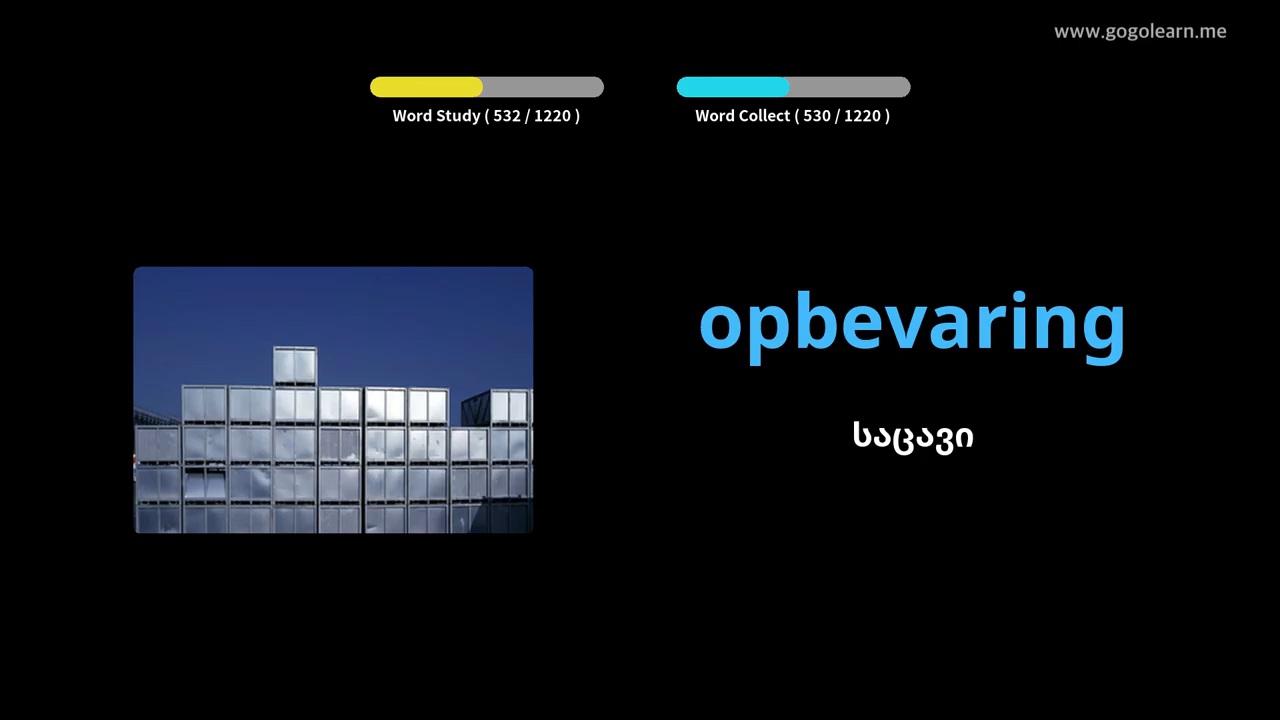 www.gogolearn.me
Word Study ( 532 / 1220 )
Word Collect ( 530 / 1220 )
opbevaring
საცავი